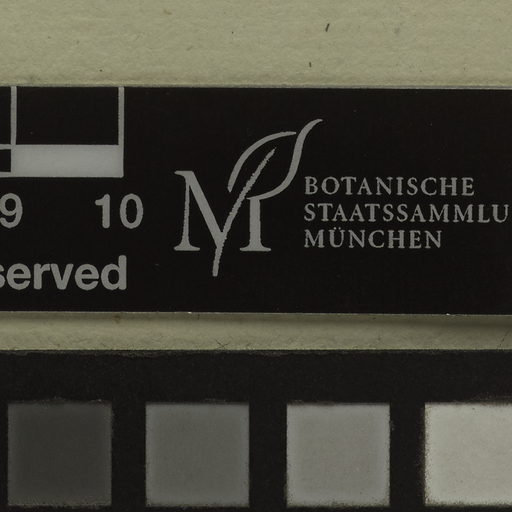 9 10
served
BOTANISCHE
STAATSSAMMLU
MÜNCHEN